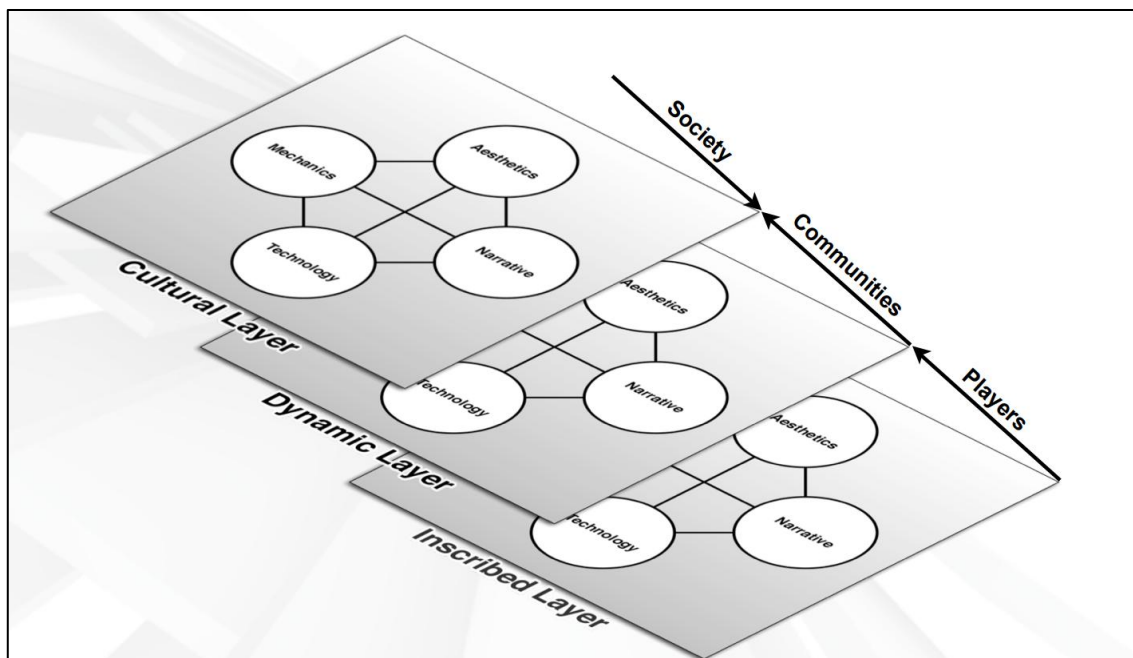 Society
Communities
Players
Mechanics
Aesthetics
Technology
Narrative
Cultural Layer
Aesthetics
Technology
Narrative
Dynamic Layer
Aesthetics
Technology
Narrative
Inscribed Layer